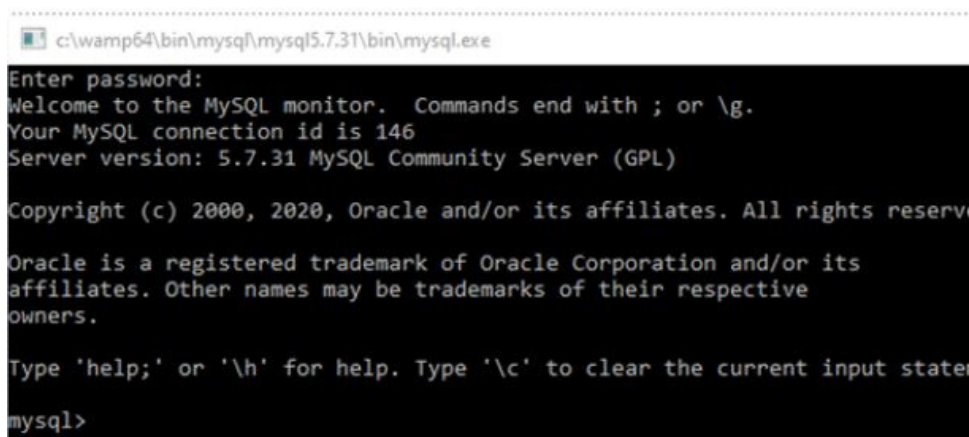 c:\wamp64\bin\mysql\mysql5.7.31\bin\mysql.exe
Enter password:
Welcome to the MySQL monitor.  Commands end with ; or \g.
Your MySQL connection id is 146
Server version: 5.7.31 MySQL Community Server (GPL)
Copyright (c) 2000, 2020, Oracle and/or its affiliates. All rights reserve
Oracle is a registered trademark of Oracle Corporation and/or its
affiliates. Other names may be trademarks of their respective
owners.
Type 'help;' or '\h' for help. Type '\c' to clear the current input state
mysql>